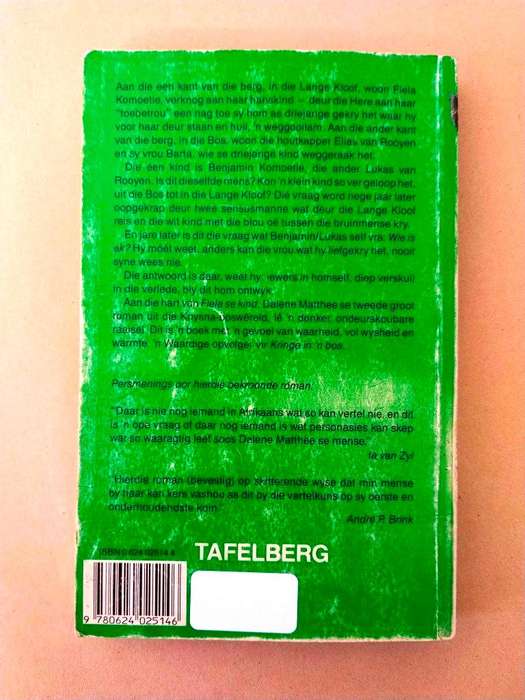 Aan die een kant van die berg, in die Lange Kloof, woon Fiela
Komoetie, verknog aan haar hanskind – deur die Here aan haar
"toebetrou" een nag toe sy hom as driejarige gekry het waar hy
voor haar deur staan en huil, 'n weggooilam. Aan die ander kant
van die berg, in die Bos, woon die houtkapper Elias van Rooyen
en sy vrou Barta, wie se driejarige kind weggeraak het.
Die een kind is Benjamin Komoetie, die ander Lukas van
Rooyen. Is dit dieselfde mens? Kon 'n klein kind so ver geloop het,
uit die Bos tot in die Lange Kloof? Die vraag word nege jaar later
oopgekrap deur twee sensusmanne wat deur die Lange Kloof
reis en die wit kind met die blou oë tussen die bruinmense kry.
En jare later is dit die vraag wat Benjamin/Lukas self vra: Wie is
ek? Hy moet weet, anders kan die vrou wat hy liefgekry het, nooit
syne wees nie.
Die antwoord is daar, weet hy: iewers in homself, diep verskuil
in die verlede, bly dit hom ontwyk.
Aan die hart van Fiela se kind, Dalene Matthee se tweede groot
roman uit die Knysna-boswêreld, lê 'n donker, ondeurskoubare
raaisel. Dit is 'n boek met 'n gevoel van waarheid, vol wysheid en
warmte. 'n Waardige opvolger vir Kringe in 'n bos.
Persmenings oor hierdie bekroonde roman:
"Daar is nie nog iemand in Afrikaans wat so kan vertel nie, en dit
is 'n ope vraag of daar nog iemand is wat personasies kan skep
wat so waaragtig leef soos Dalene Matthee se mense."
Ia van Zyl
"Hierdie roman (bevestig) op skitterende wyse dat min mense
by haar kan kers vashou as dit by die vertelkuns op sy oerste en
onderhoudendste kom"
André P. Brink
ISBN 0 624 02514 4
TAFELBERG
9 780624 025146